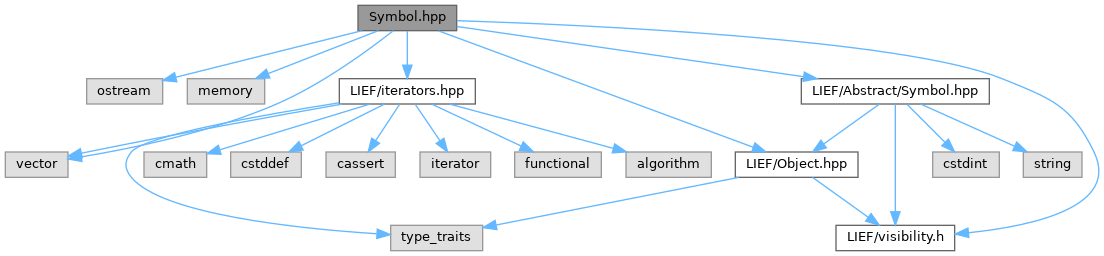 Symbol.hpp
ostream
memory
LIEF/iterators.hpp
LIEF/Abstract/Symbol.hpp
vector
cmath
cstddef
cassert
iterator
functional
algorithm
LIEF/Object.hpp
cstdint
string
type_traits
LIEF/visibility.h